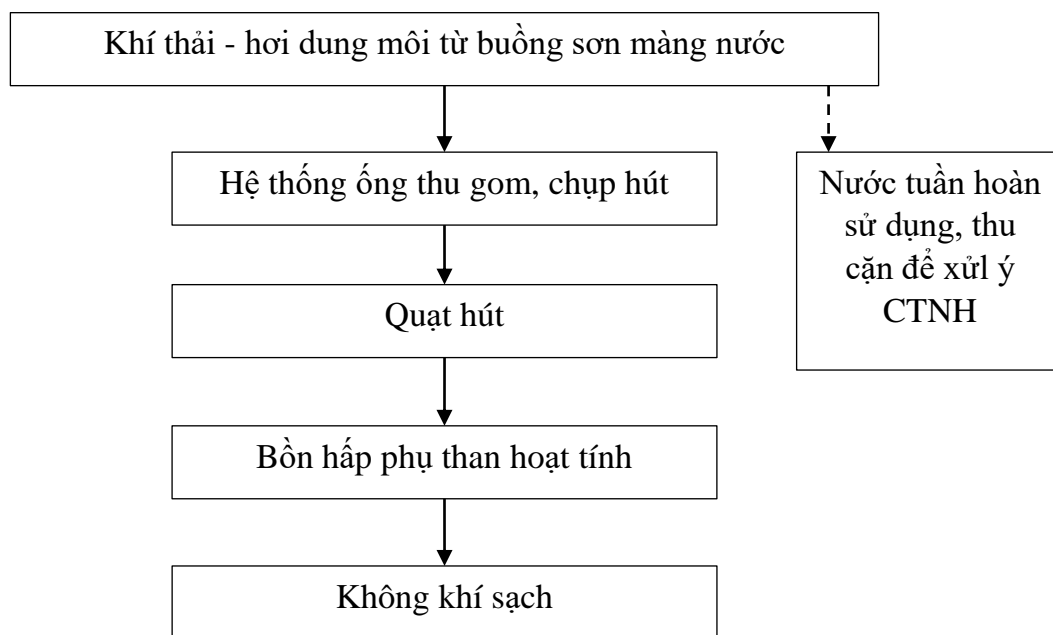 Khí thải - hơi dung môi từ buồng sơn màng nước
Hệ thống ống thu gom, chụp hút
Nước tuần hoàn
sử dụng, thu
cặn để xửl ý
CTNH
Quạt hút
Bồn hấp phụ than hoạt tính
Không khí sạch